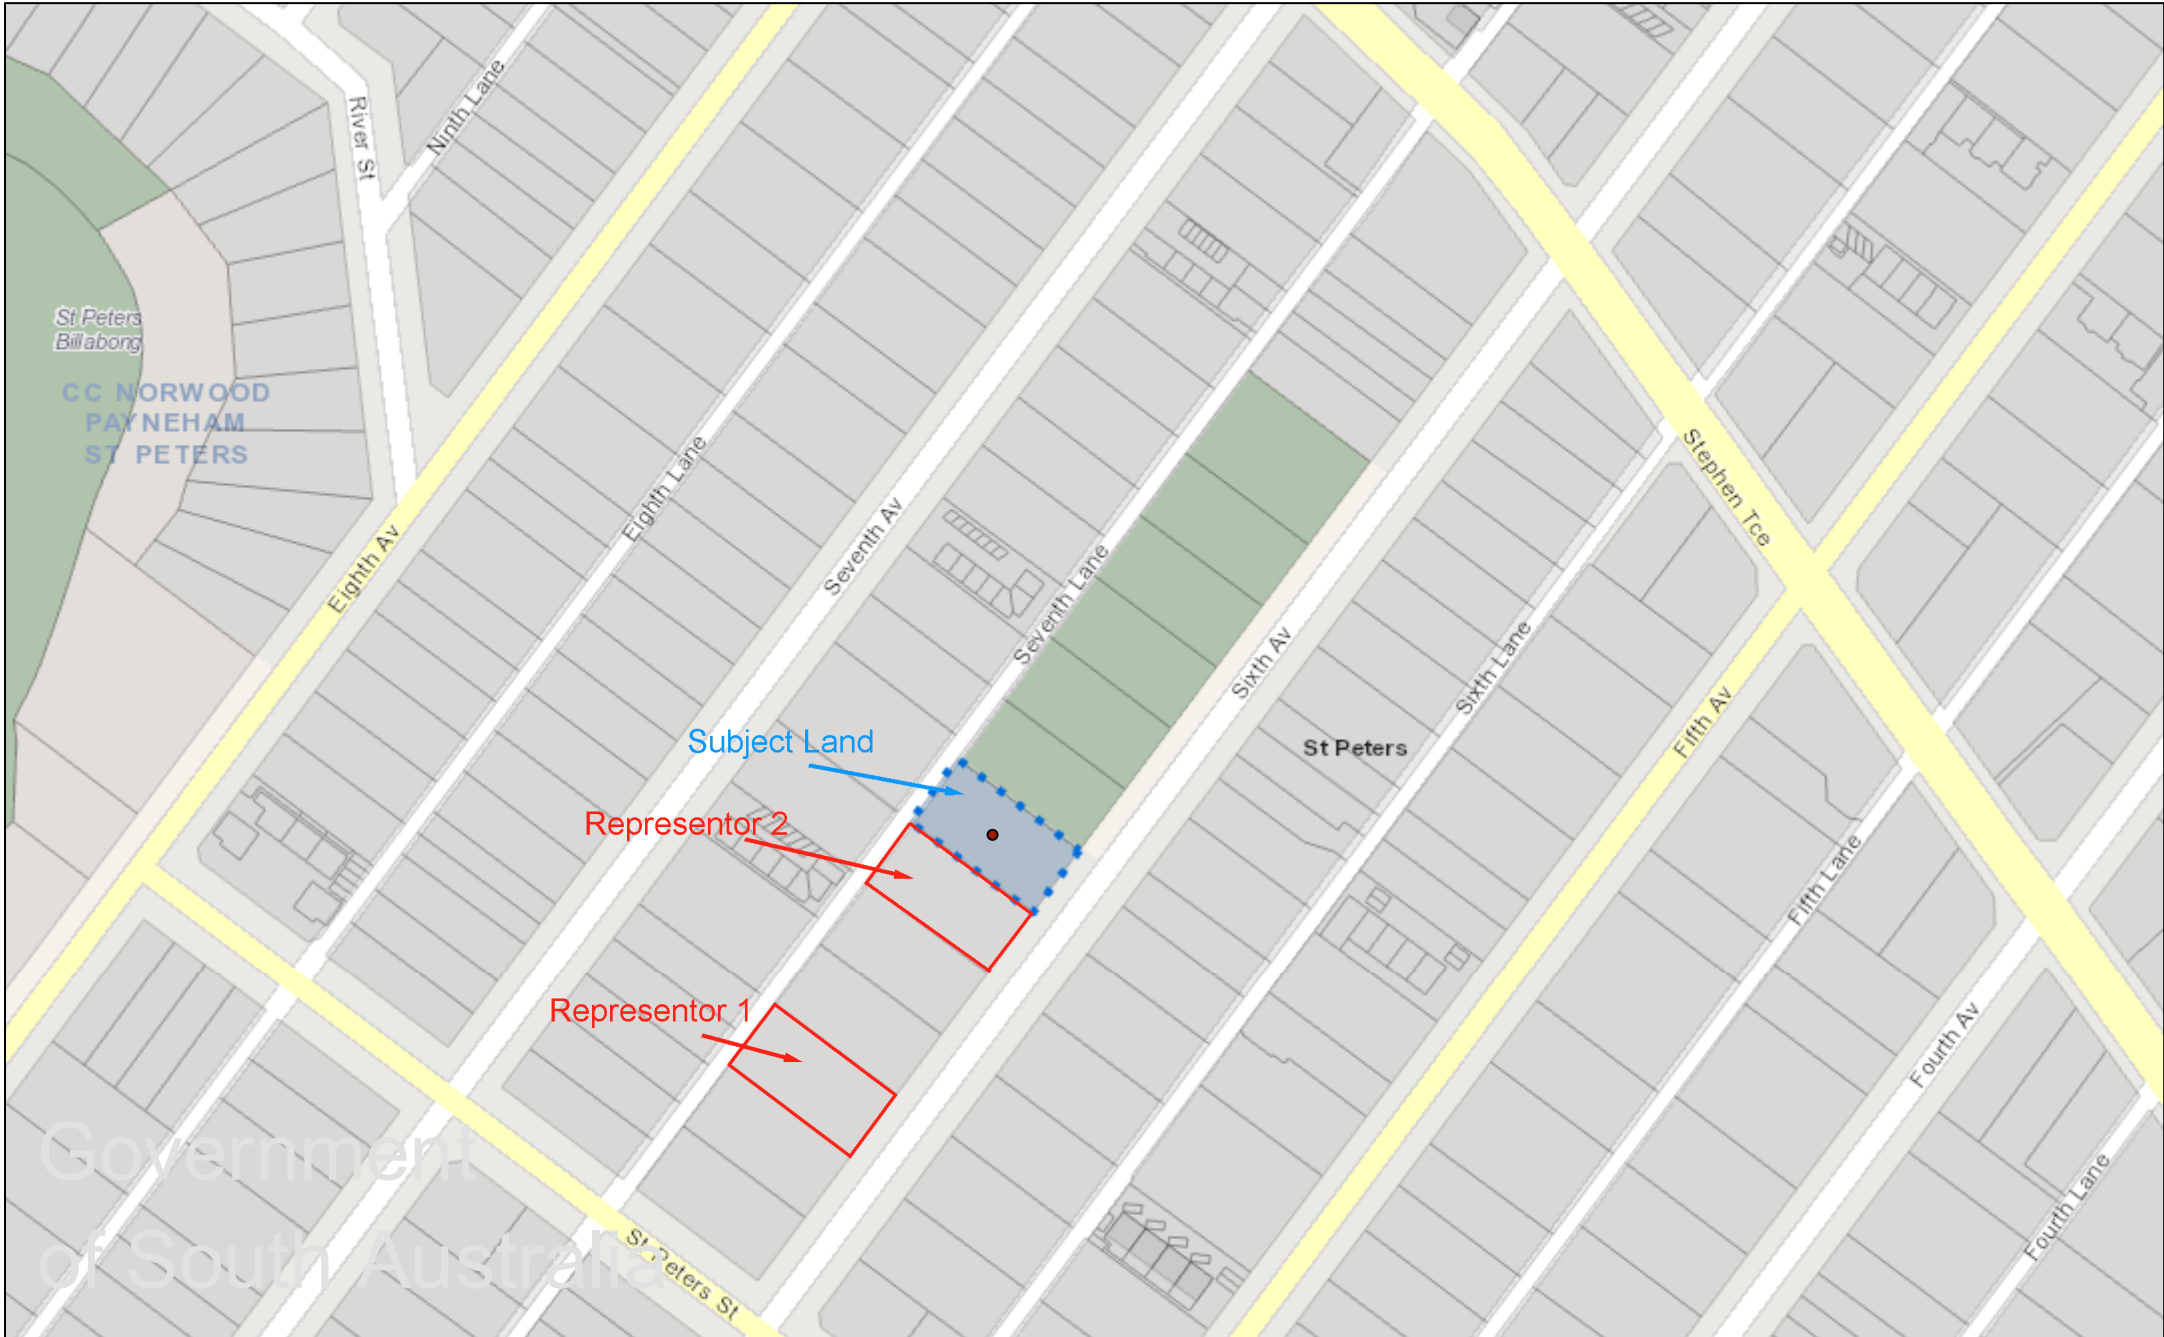 Ninth Lane
River St
St Peters
Billabong
CC NORWOOD
PAYNEHAM
ST PETERS
Eighth Lane
Stephen Tce
Seventh Av
Eighth Av
Seventh Lane
Sixth Av
Sixth Lane
Fifth Av
Subject Land
St Peters
Representor 2
Fifth Lane
Representor 1
Fourth Av
Government
of South Australia
St Peters St
Fourth Lane